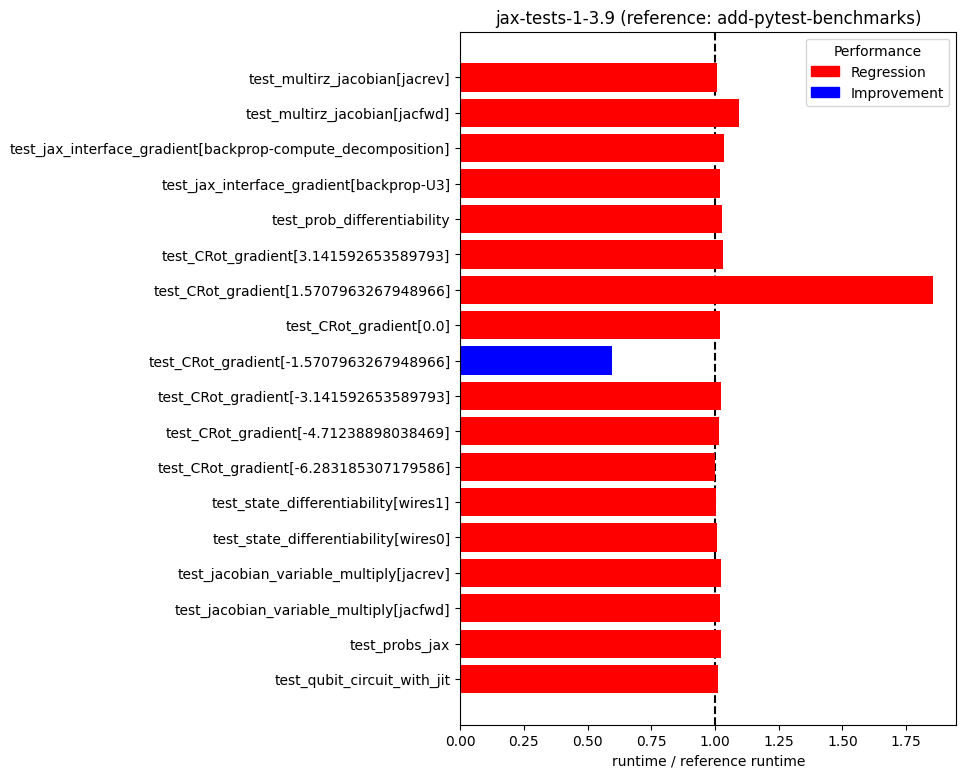 jax-tests-1-3.9 (reference: add-pytest-benchmarks)
Performance
Regression
Improvement
test_multirz_jacobian[jacrev]
test_multirz_jacobian[jacfwd]
test_jax_interface_gradient[backprop-compute_decomposition]
test_jax_interface_gradient[backprop-U3]
test_prob_differentiability
test_CRot_gradient[3.141592653589793]
test_CRot_gradient[1.5707963267948966]
test_CRot_gradient[0.0]
test_CRot_gradient[-1.5707963267948966]
test_CRot_gradient[-3.141592653589793]
test_CRot_gradient[-4.71238898038469]
test_CRot_gradient[-6.283185307179586]
test_state_differentiability[wires1]
test_state_differentiability[wires0]
test_jacobian_variable_multiply[jacrev]
test_jacobian_variable_multiply[jacfwd]
test_probs_jax
test_qubit_circuit_with_jit
0.00 0.25 0.50 0.75 1.00 1.25 1.50 1.75
runtime / reference runtime